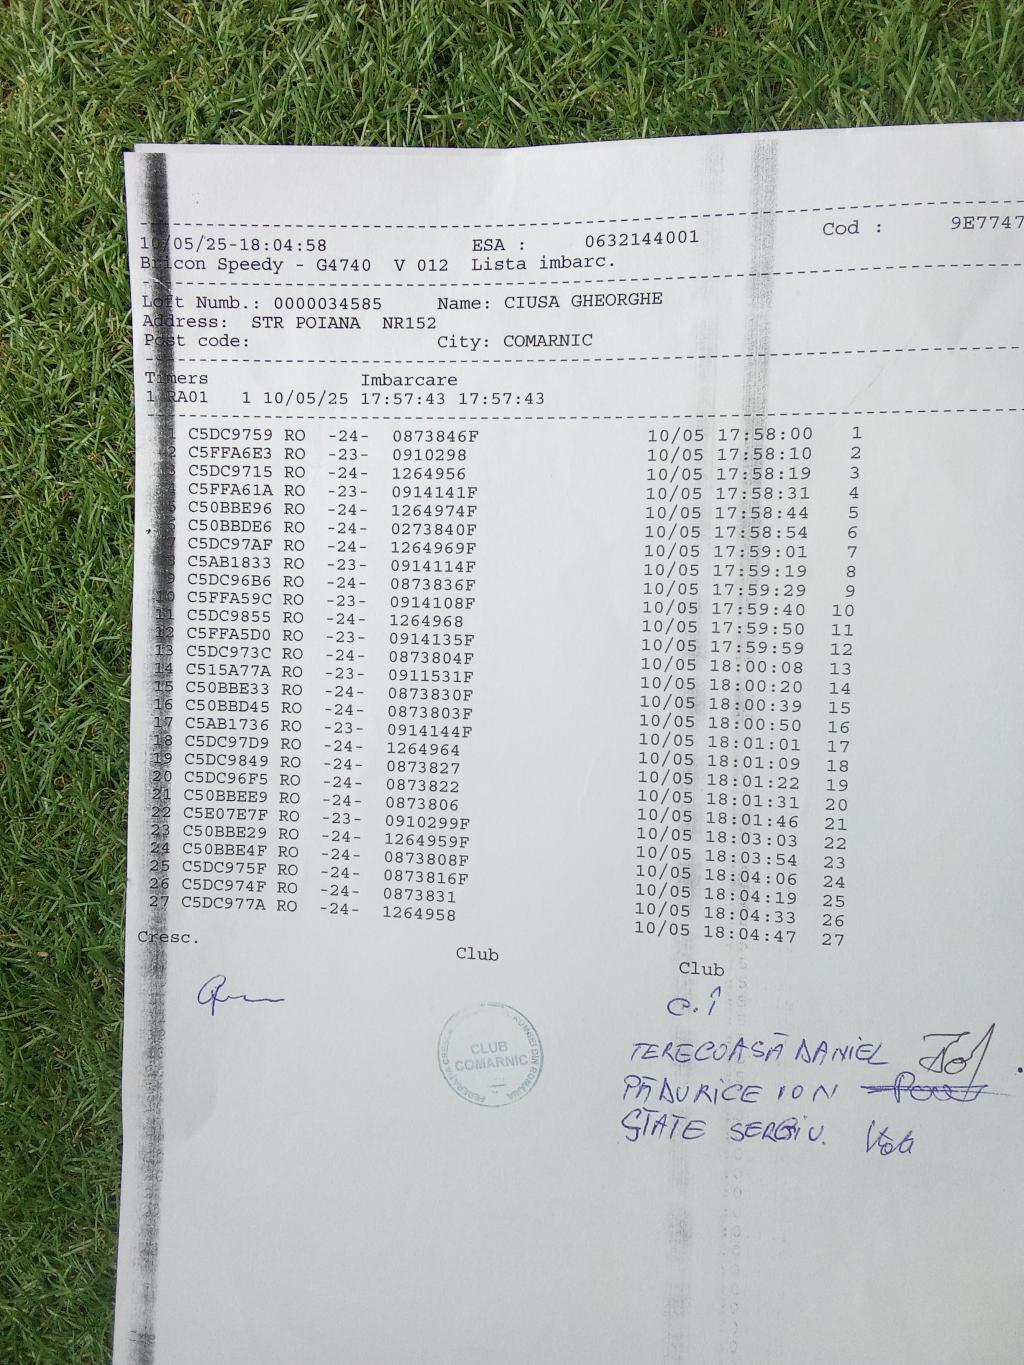 10/05/25-18:04:58 ESA : 0632144001 Cod : 9E7747
Bricon Speedy - G4740 V 012 Lista imbarc.
Loft Numb.: 0000034585 Name: CIUSA GHEORGHE
Address: STR POIANA NR152
Post code: City: COMARNIC
Timers Imbarcare
1 RA01 1 10/05/25 17:57:43 17:57:43
1 C5DC9759 RO -24- 0873846F 10/05 17:58:00 1
2 C5FFA6E3 RO -23- 0910298 10/05 17:58:10 2
3 C5DC9715 RO -24- 1264956 10/05 17:58:19 3
4 C5FFA61A RO -23- 0914141F 10/05 17:58:31 4
5 C50BBE96 RO -24- 1264974F 10/05 17:58:44 5
6 C50BBDE6 RO -24- 0273840F 10/05 17:58:54 6
7 C5DC97AF RO -24- 1264969F 10/05 17:59:01 7
8 C5AB1833 RO -23- 0914114F 10/05 17:59:19 8
9 C5DC96B6 RO -24- 0873836F 10/05 17:59:29 9
10 C5FFA59C RO -23- 0914108F 10/05 17:59:40 10
11 C5DC9855 RO -24- 1264968 10/05 17:59:50 11
12 C5FFA5D0 RO -23- 0914135F 10/05 17:59:59 12
13 C5DC973C RO -24- 0873804F 10/05 18:00:08 13
14 C515A77A RO -23- 0911531F 10/05 18:00:20 14
15 C50BBE33 RO -24- 0873830F 10/05 18:00:39 15
16 C50BBD45 RO -24- 0873803F 10/05 18:00:50 16
17 C5AB1736 RO -23- 0914144F 10/05 18:01:01 17
18 C5DC97D9 RO -24- 1264964 10/05 18:01:09 18
19 C5DC9849 RO -24- 0873827 10/05 18:01:22 19
20 C5DC96F5 RO -24- 0873822 10/05 18:01:31 20
21 C50BBEE9 RO -24- 0873806 10/05 18:01:46 21
22 C5E07E7F RO -23- 0910299F 10/05 18:03:03 22
23 C50BBE29 RO -24- 1264959F 10/05 18:03:54 23
24 C50BBE4F RO -24- 0873808F 10/05 18:04:06 24
25 C5DC975F RO -24- 0873816F 10/05 18:04:19 25
26 C5DC974F RO -24- 0873831 10/05 18:04:33 26
27 C5DC977A RO -24- 1264958 10/05 18:04:47 27
Cresc. Club Club
C.Î
CLUB
COMARNIC
TERECOASĂ DANIEL
PĂDURICE ION
STATE SERGIU.